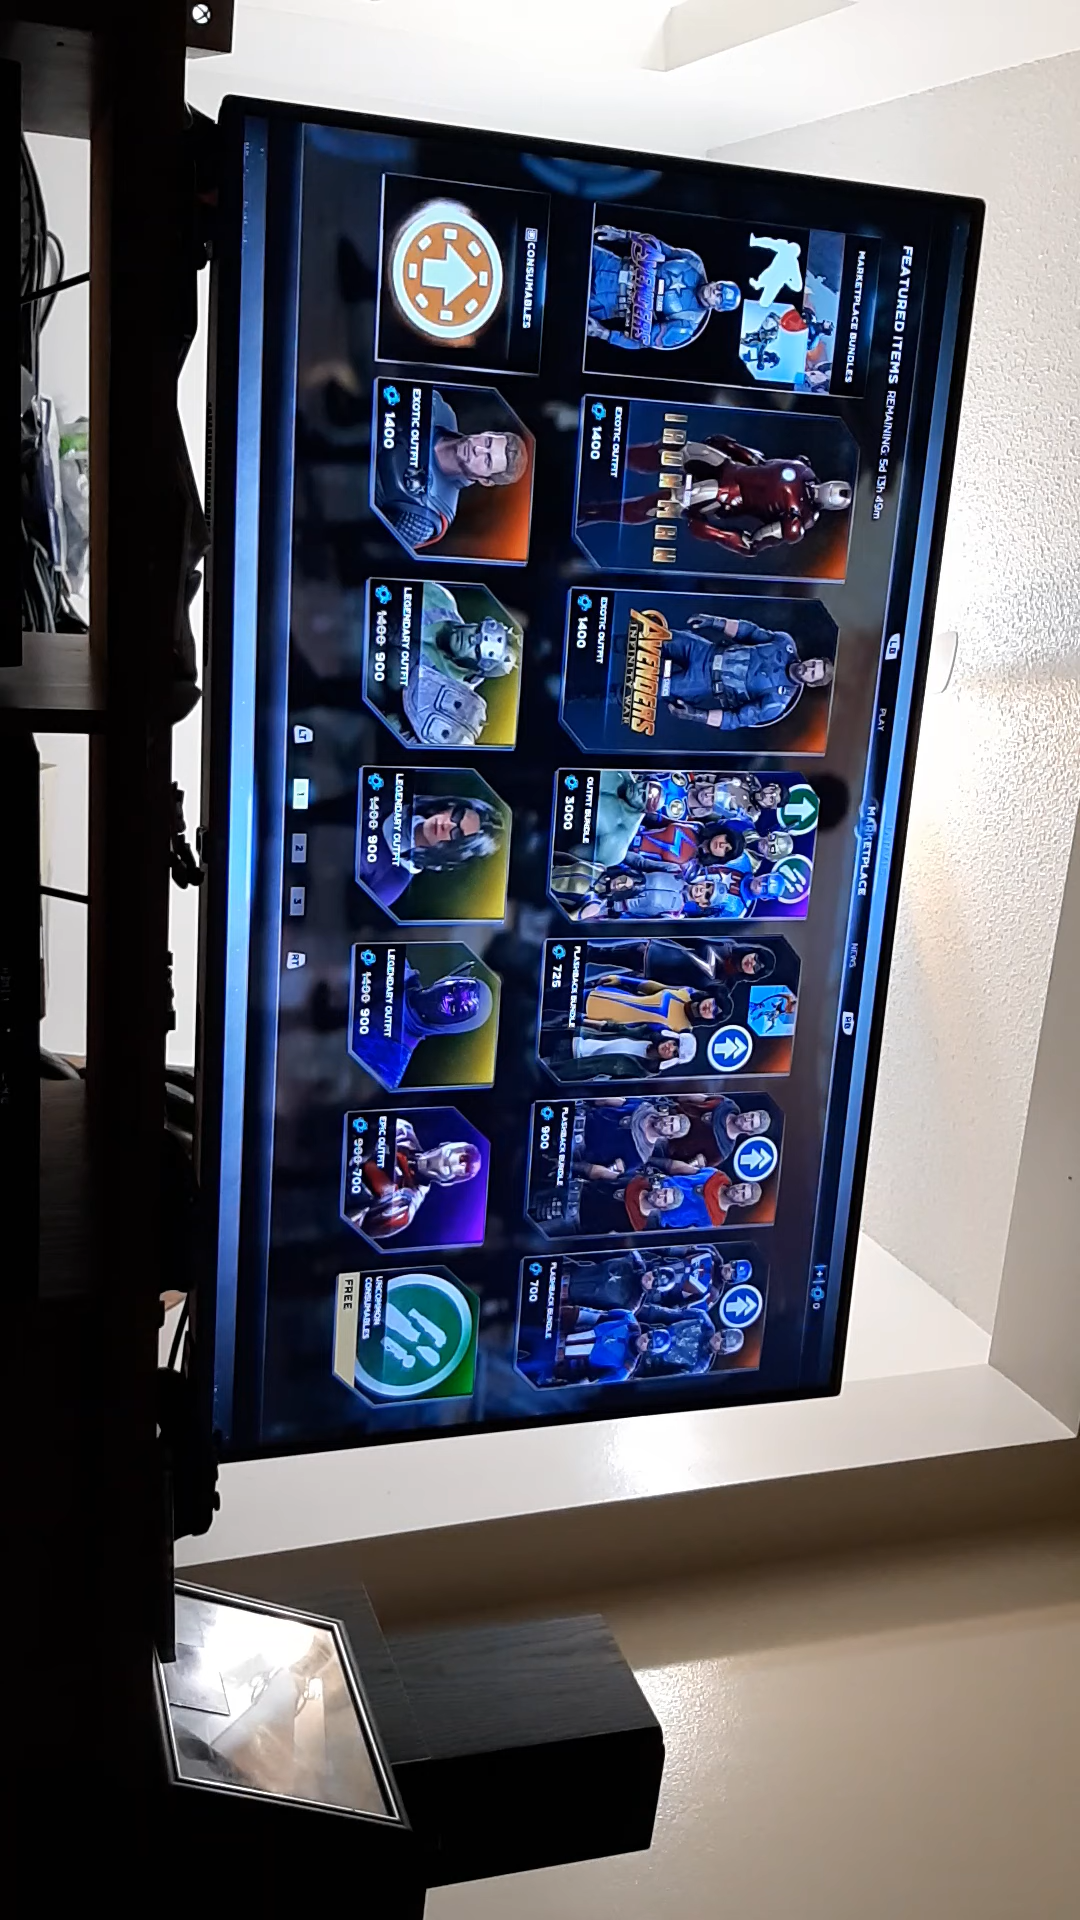 LB
PLAY
MARKETPLACE
NEWS
RB
0
FEATURED ITEMS REMAINING: 5d 13h 49m
MARKETPLACE BUNDLES
AVENGERS
IRON MAN
EXOTIC OUTFIT
1400
AVENGERS
INFINITY WAR
EXOTIC OUTFIT
1400
OUTFIT BUNDLE
3000
FLASHBACK BUNDLE
725
FLASHBACK BUNDLE
900
FLASHBACK BUNDLE
700
CONSUMABLES
EXOTIC OUTFIT
1400
LEGENDARY OUTFIT
1400 900
LEGENDARY OUTFIT
1400 900
LEGENDARY OUTFIT
1400 900
EPIC OUTFIT
900 700
UNCOMMON
CONSUMABLES
FREE
LT
1
2
3
RT